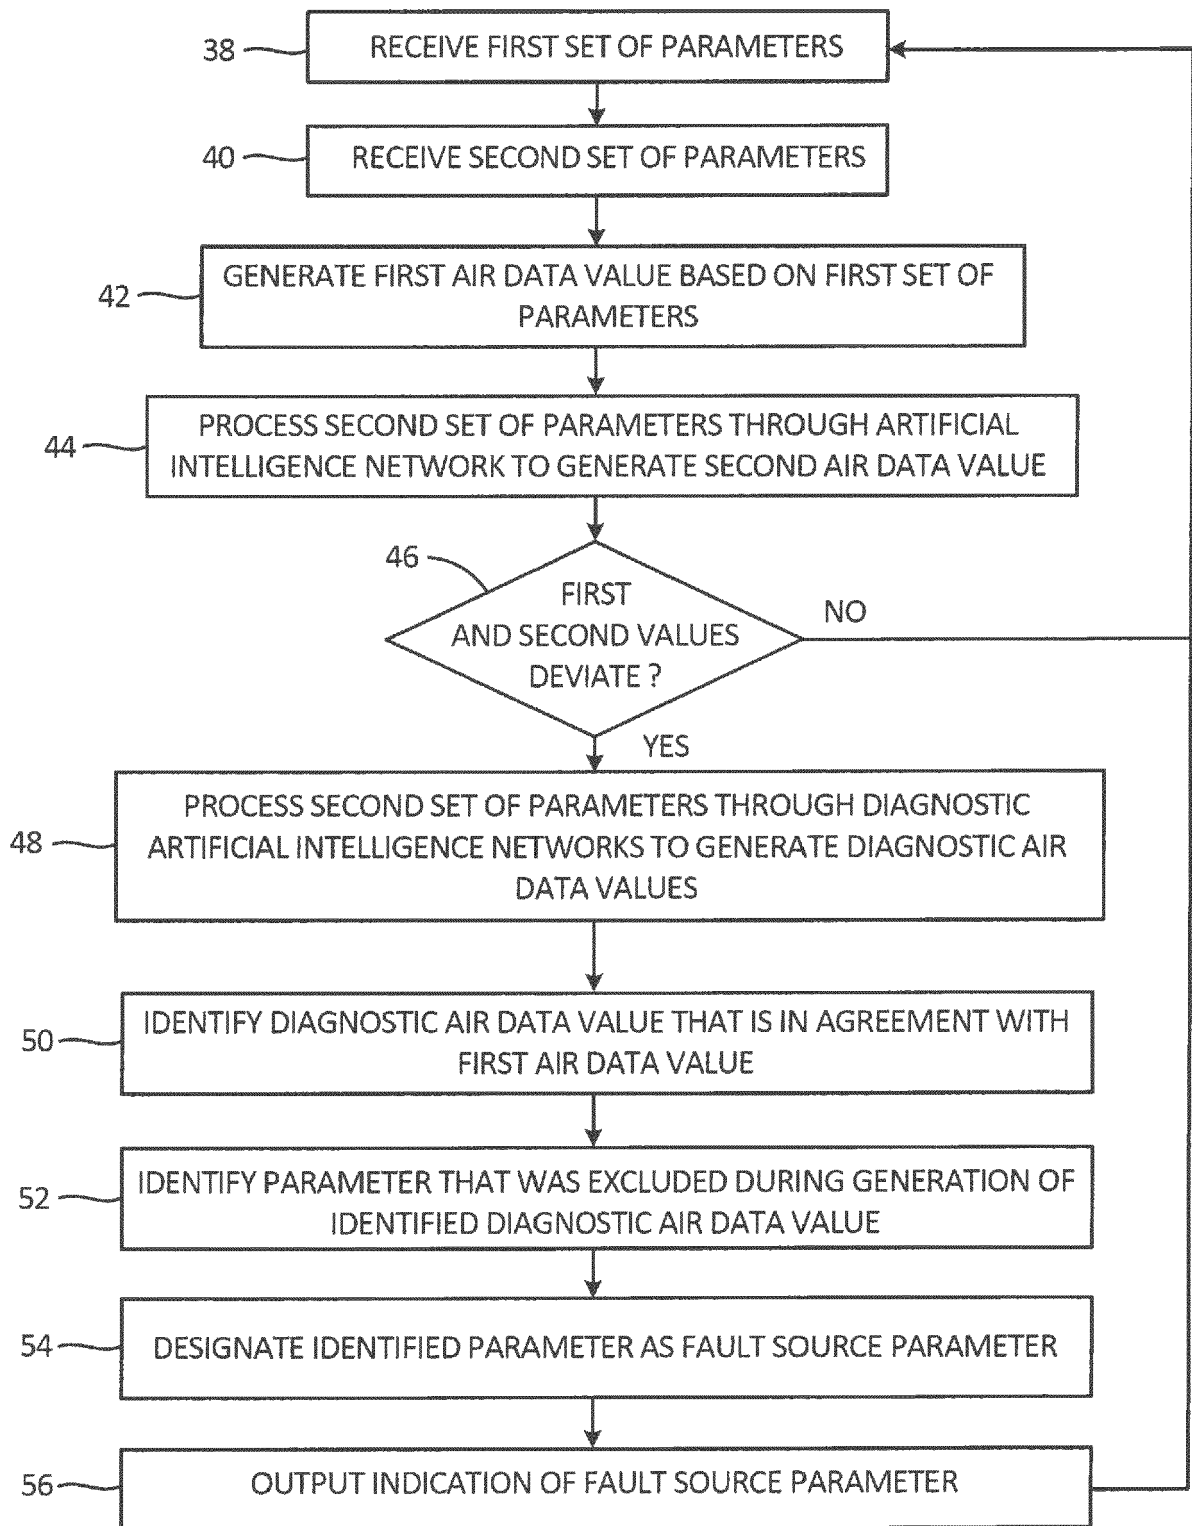 38
RECEIVE FIRST SET OF PARAMETERS
40
RECEIVE SECOND SET OF PARAMETERS
42
GENERATE FIRST AIR DATA VALUE BASED ON FIRST SET OF
PARAMETERS
44
PROCESS SECOND SET OF PARAMETERS THROUGH ARTIFICIAL
INTELLIGENCE NETWORK TO GENERATE SECOND AIR DATA VALUE
46
FIRST
AND SECOND VALUES
DEVIATE ?
NO
YES
48
PROCESS SECOND SET OF PARAMETERS THROUGH DIAGNOSTIC
ARTIFICIAL INTELLIGENCE NETWORKS TO GENERATE DIAGNOSTIC AIR
DATA VALUES
50
IDENTIFY DIAGNOSTIC AIR DATA VALUE THAT IS IN AGREEMENT WITH
FIRST AIR DATA VALUE
52
IDENTIFY PARAMETER THAT WAS EXCLUDED DURING GENERATION OF
IDENTIFIED DIAGNOSTIC AIR DATA VALUE
54
DESIGNATE IDENTIFIED PARAMETER AS FAULT SOURCE PARAMETER
56
OUTPUT INDICATION OF FAULT SOURCE PARAMETER